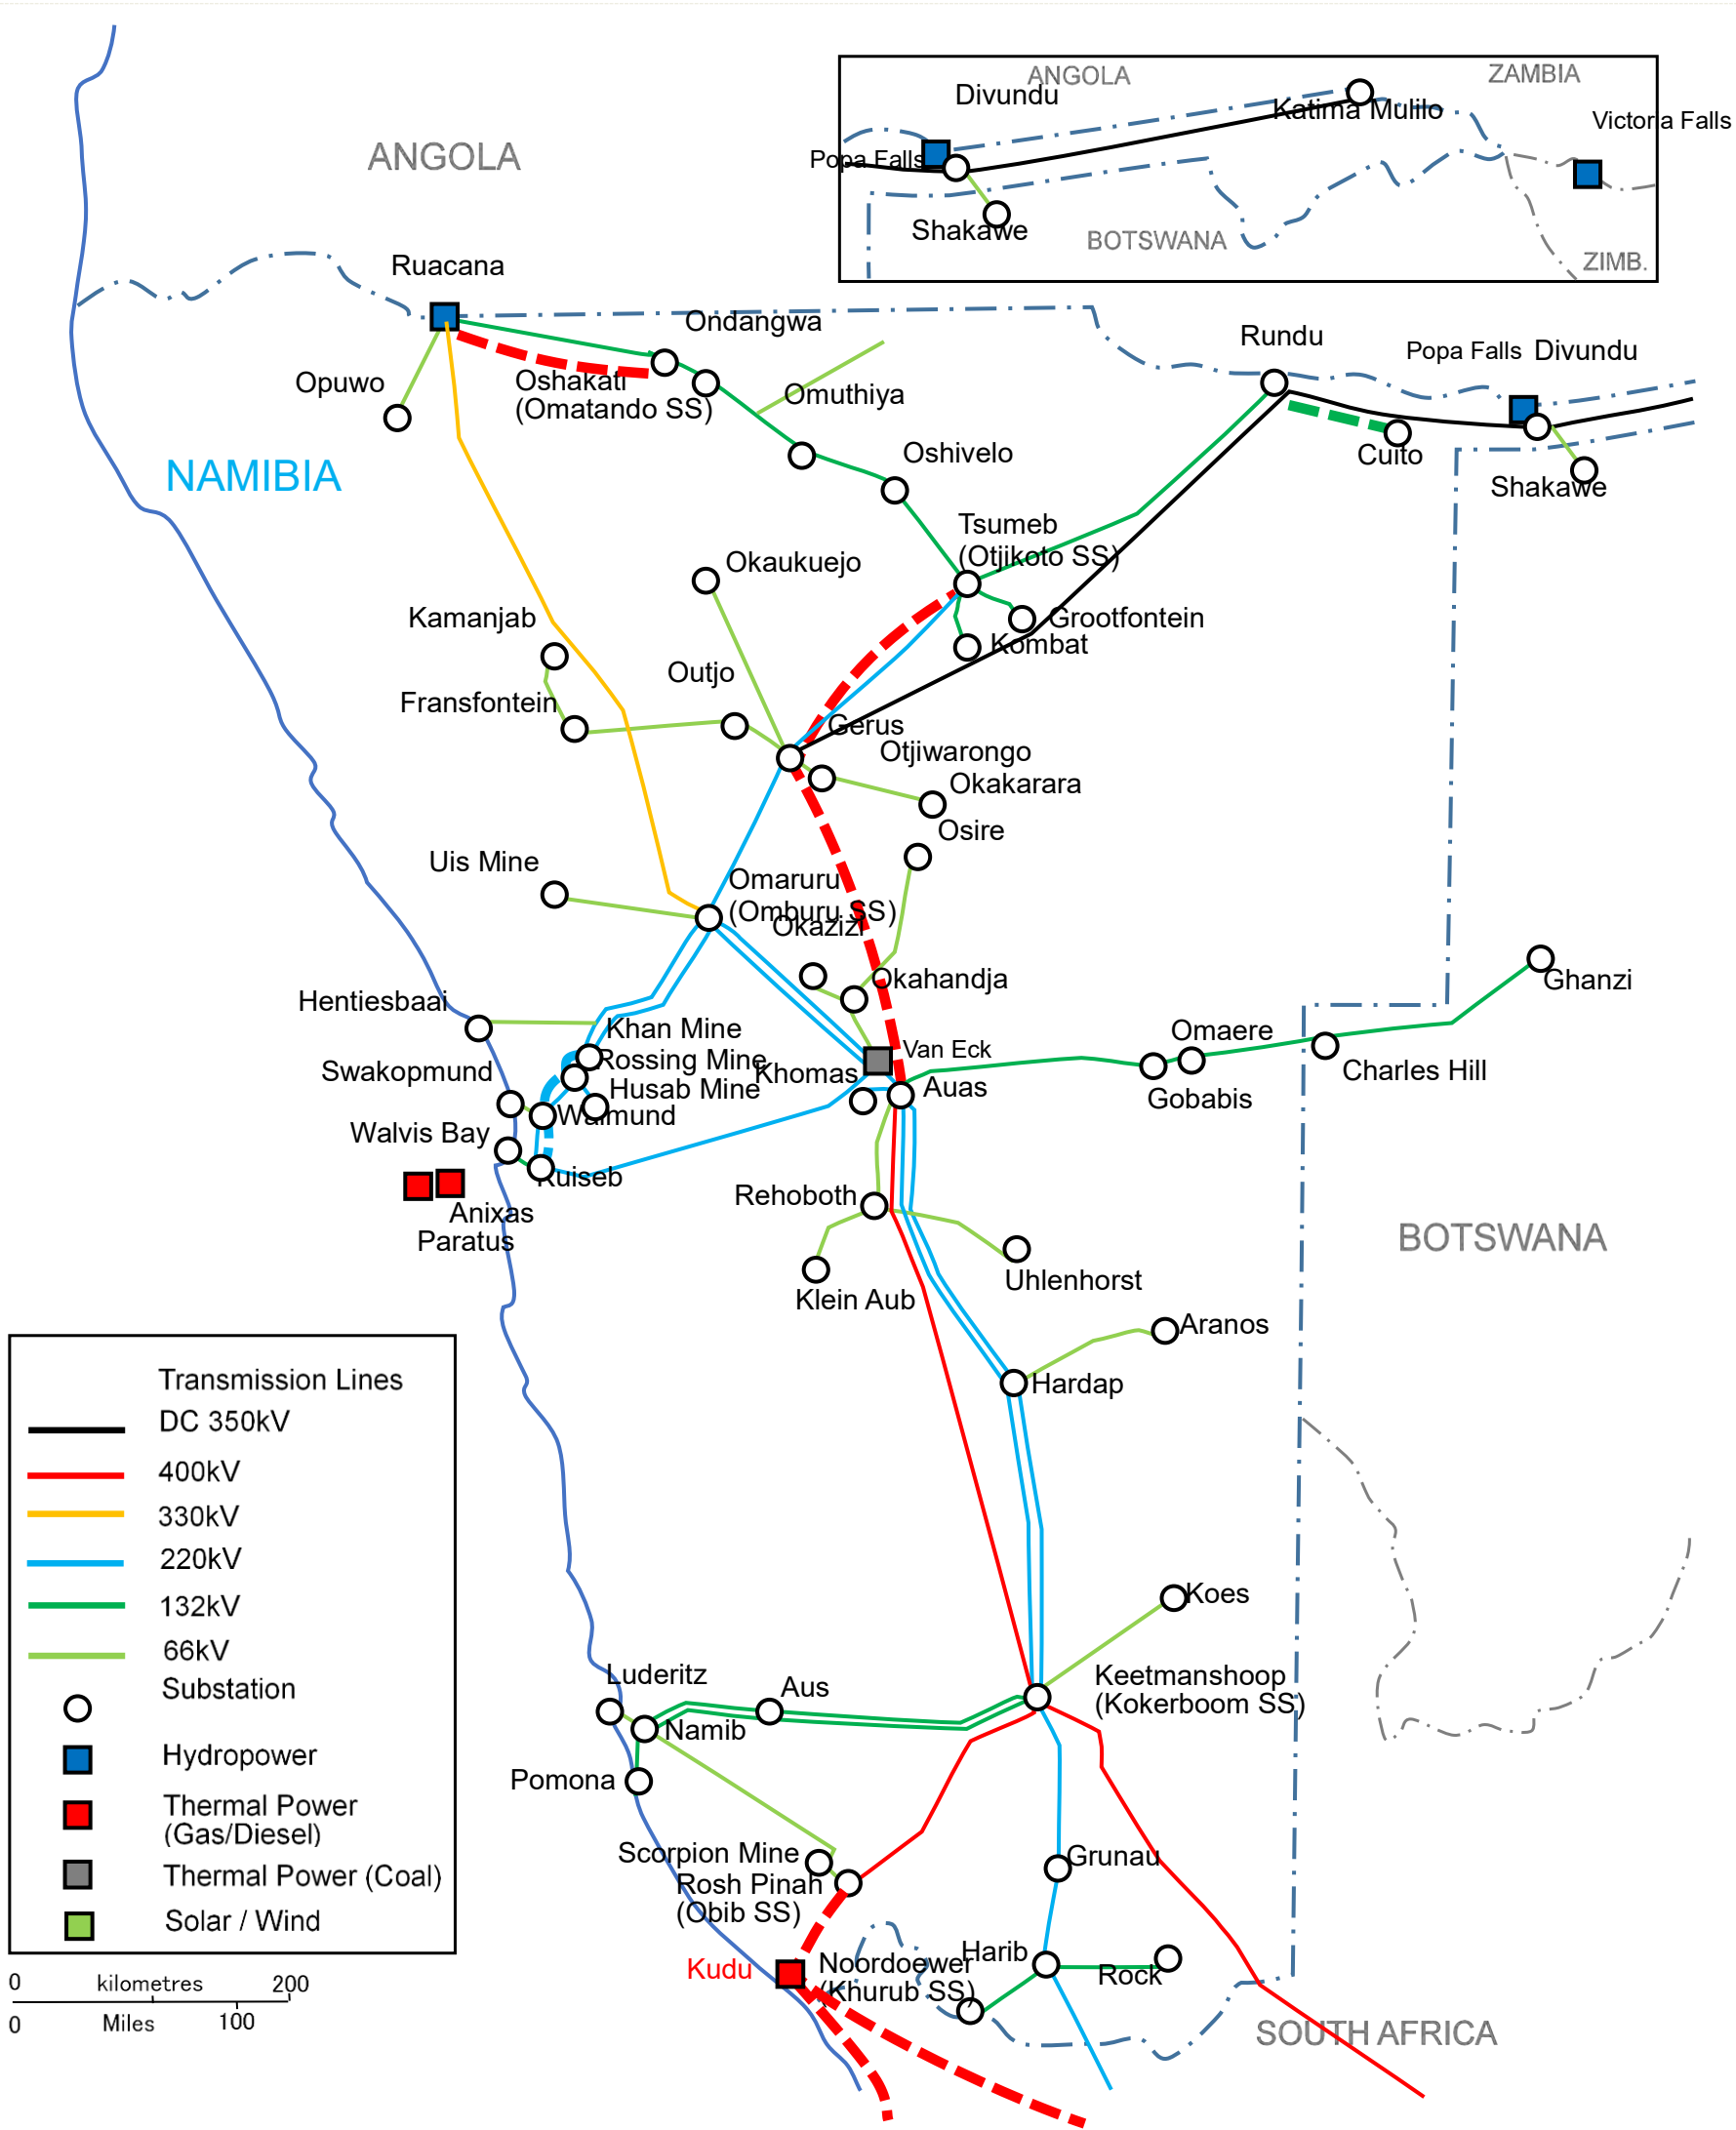 ANGOLA
ZAMBIA
Divundu
Katima Mulilo
Victoria Falls
Popa Falls
Shakawe
BOTSWANA
ZIMB.
ANGOLA
Ruacana
Ondangwa
Rundu
Popa Falls
Divundu
Opuwo
Oshakati
(Omatando SS)
Omuthiya
Cuito
Shakawe
NAMIBIA
Oshivelo
Tsumeb
(Otjikoto SS)
Okaukuejo
Kamanjab
Grootfontein
Kombat
Outjo
Fransfontein
Gerus
Otjiwarongo
Okakarara
Osire
Uis Mine
Omaruru
(Omburu SS)
Okazizi
Okahandja
Ghanzi
Hentiesbaai
Khan Mine
Omaere
Van Eck
Rossing Mine
Swakopmund
Khomas
Charles Hill
Husab Mine
Auas
Gobabis
Walmund
Walvis Bay
Kuiseb
Rehoboth
Anixas
Paratus
BOTSWANA
Uhlenhorst
Klein Aub
Aranos
Hardap
Transmission Lines
DC 350kV
400kV
330kV
220kV
132kV
66kV
Substation
Hydropower
Thermal Power
(Gas/Diesel)
Thermal Power (Coal)
Solar / Wind
0 kilometres 200
0 Miles 100
Koes
Luderitz
Aus
Keetmanshoop
(Kokerboom SS)
Namib
Pomona
Scorpion Mine
Grunau
Rosh Pinah
(Obib SS)
Harib
Kudu
Noordoewer
(Khurub SS)
Rock
SOUTH AFRICA